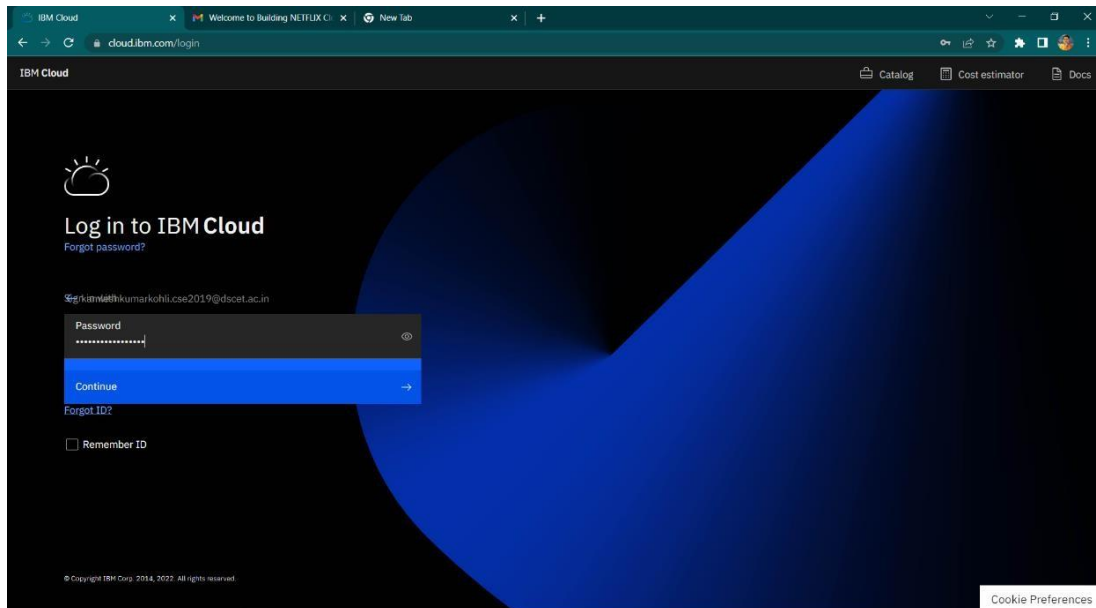 IBM Cloud
Welcome to Building NETFLIX Cl
New Tab
cloud.ibm.com/login
IBM Cloud
Catalog
Cost estimator
Docs
Log in to IBM Cloud
Forgot password?
kumarkohli.cse2019@dscet.ac.in
Password
Continue
Forgot ID?
Remember ID
© Copyright IBM Corp. 2014, 2022. All rights reserved.
Cookie Preferences